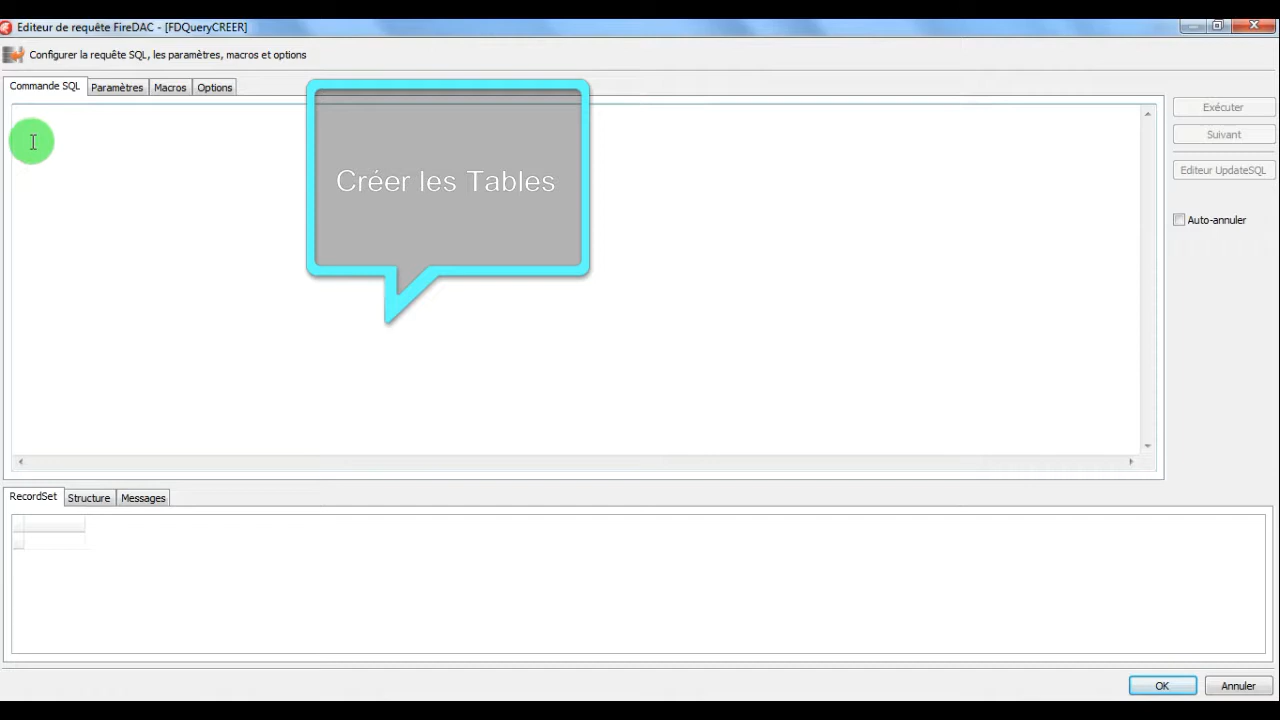 Editeur de requête FireDAC - [FDQueryCREER]
Configurer la requête SQL, les paramètres, macros et options
Commande SQL Paramètres Macros Options
Créer les Tables
Exécuter
Suivant
Editeur UpdateSQL
Auto-annuler
RecordSet Structure Messages
OK Annuler